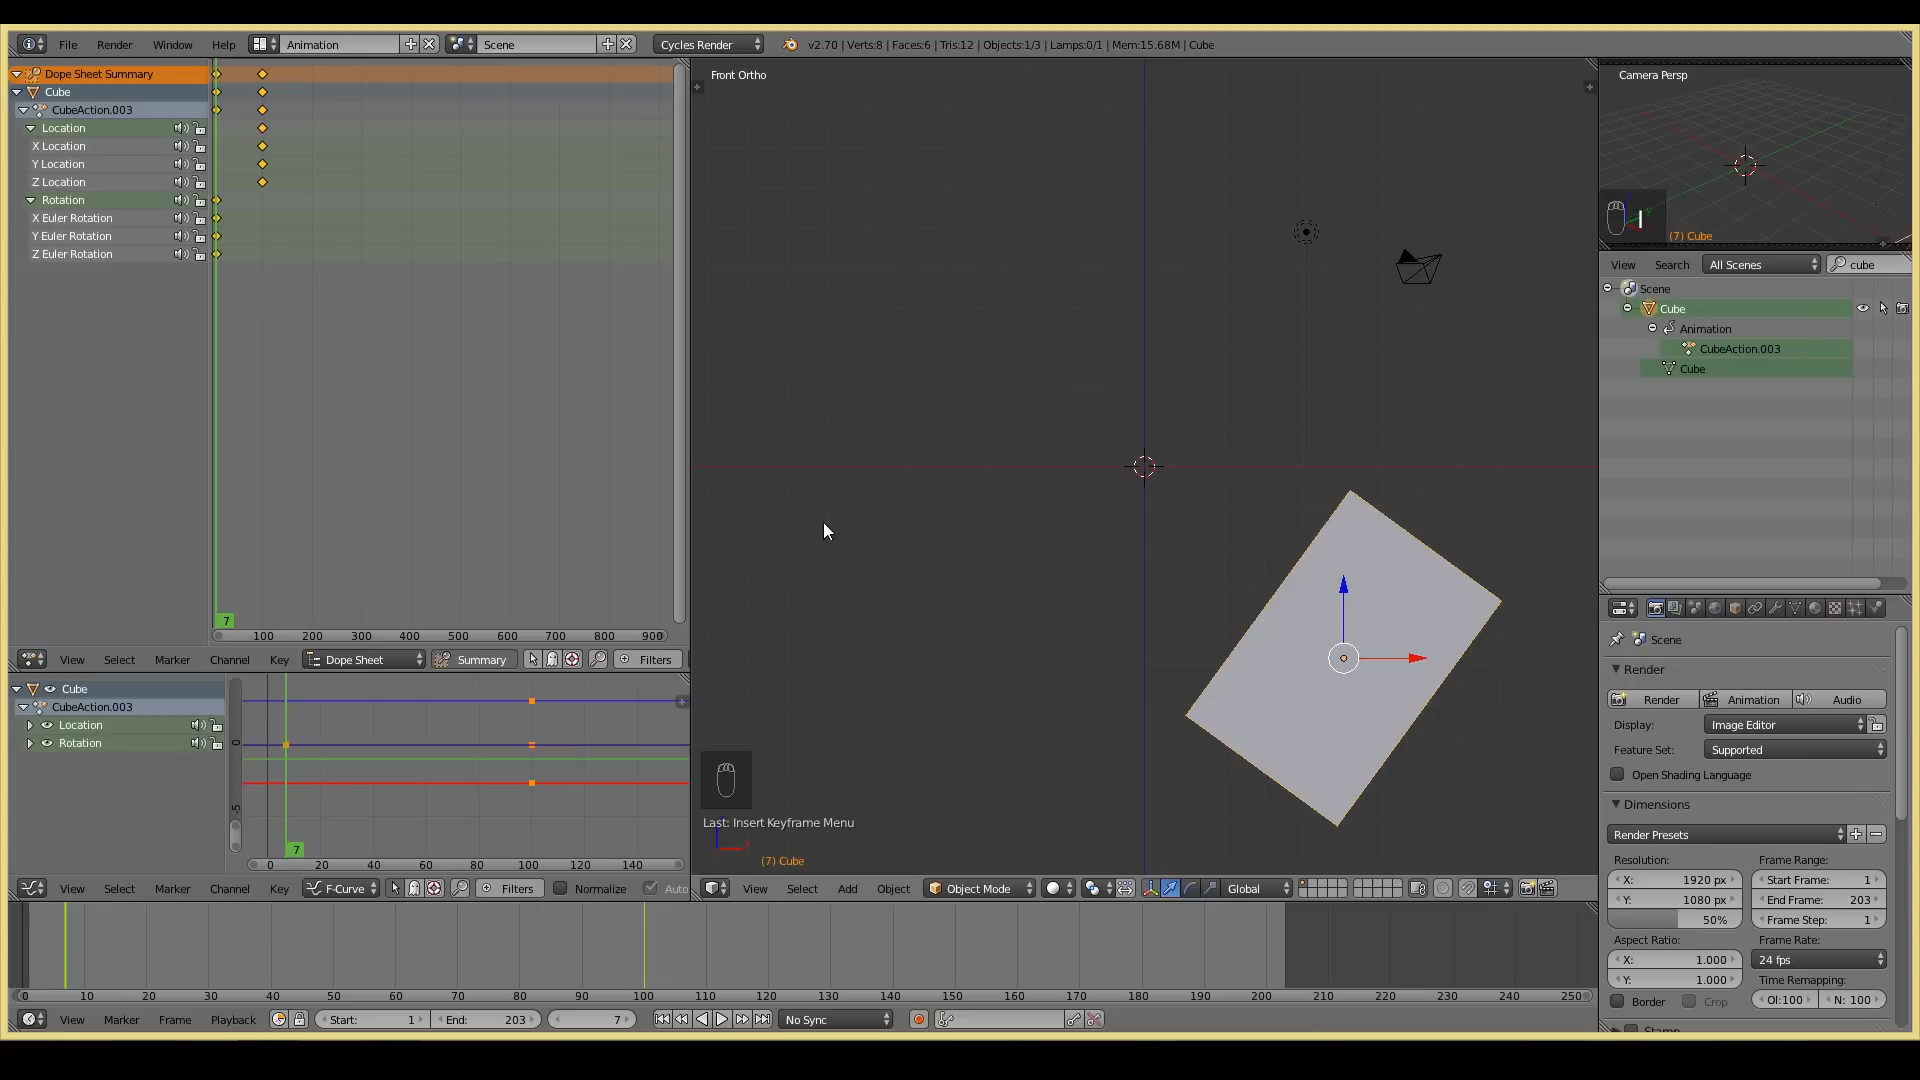 File Render Window Help Animation Scene Cycles Render v2.70 | Verts:8 | Faces:6 | Tris:12 | Objects:1/3 | Lamps:0/1 | Mem:15.68M | Cube
Dope Sheet Summary
Cube
CubeAction.003
Location
X Location
Y Location
Z Location
Rotation
X Euler Rotation
Y Euler Rotation
Z Euler Rotation
7
100 200 300 400 500 600 700 800 900
View Select Marker Channel Key Dope Sheet Summary Filters
Cube
CubeAction.003
Location
Rotation
0
-5
7
0 20 40 60 80 100 120 140
View Select Marker Channel Key F-Curve Filters Normalize Auto
Front Ortho
Last: Insert Keyframe Menu
(7) Cube
View Select Add Object Object Mode Global
Camera Persp
(7) Cube
View Search All Scenes cube
Scene
Cube
Animation
CubeAction.003
Cube
Scene
Render
Render Animation Audio
Display: Image Editor
Feature Set: Supported
Open Shading Language
Dimensions
Render Presets
Resolution: Frame Range:
X: 1920 px Start Frame: 1
Y: 1080 px End Frame: 203
50% Frame Step: 1
Aspect Ratio: Frame Rate:
X: 1.000 24 fps
Y: 1.000 Time Remapping:
Border Crop Ol:100 N: 100
0 10 20 30 40 50 60 70 80 90 100 110 120 130 140 150 160 170 180 190 200 210 220 230 240 250
View Marker Frame Playback Start: 1 End: 203 7 No Sync